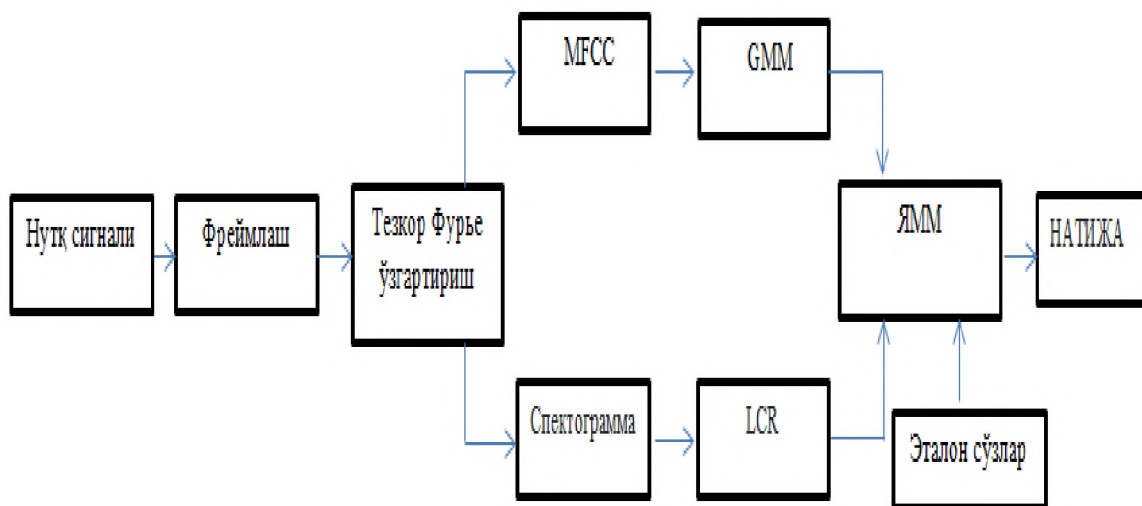 MFCC
GMM
Нутқ сигнали
Фреймлаш
Тезкор Фурье
ўзгартириш
ЯММ
НАТИЖА
Спектограмма
LCR
Эталон сўзлар